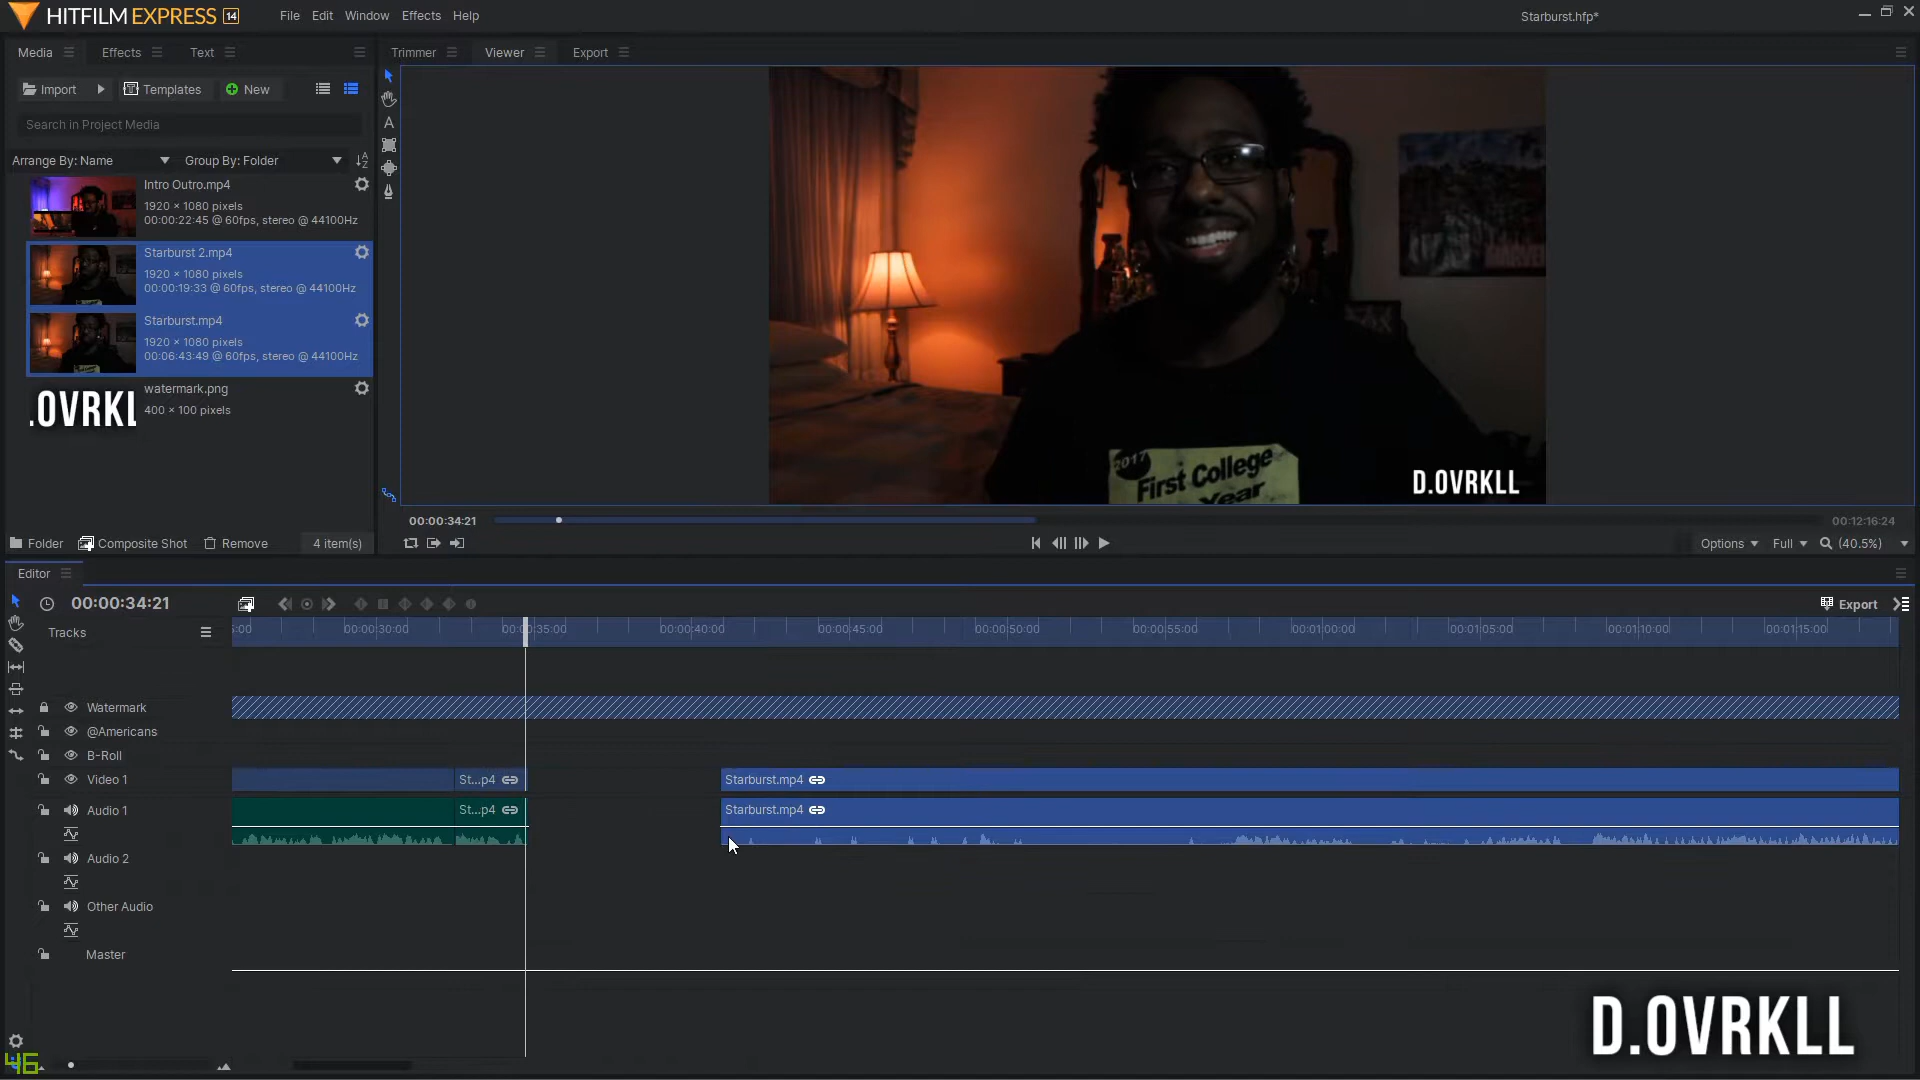 HITFILM EXPRESS 14
File Edit Window Effects Help
Starburst.hfp*
Media Effects Text
Trimmer Viewer Export
Import Templates New
Search in Project Media
Arrange By: Name Group By: Folder
Intro Outro.mp4
1920 × 1080 pixels
00:00:22:45 @ 60fps, stereo @ 44100Hz
Starburst 2.mp4
1920 × 1080 pixels
00:00:19:33 @ 60fps, stereo @ 44100Hz
Starburst.mp4
1920 × 1080 pixels
00:06:43:49 @ 60fps, stereo @ 44100Hz
watermark.png
400 × 100 pixels
.OVRKL
MARVEL
2017
First College
Year
D.OVRKLL
00:00:34:21
00:12:16:24
Folder Composite Shot Remove 4 item(s)
Options Full (40.5%)
Editor
00:00:34:21
Export
Tracks
5:00 00:00:30:00 00:00:35:00 00:00:40:00 00:00:45:00 00:00:50:00 00:00:55:00 00:01:00:00 00:01:05:00 00:01:10:00 00:01:15:00
Watermark
@Americans
B-Roll
Video 1
St...p4
Starburst.mp4
Audio 1
St...p4
Starburst.mp4
Audio 2
Other Audio
Master
D.OVRKLL
46